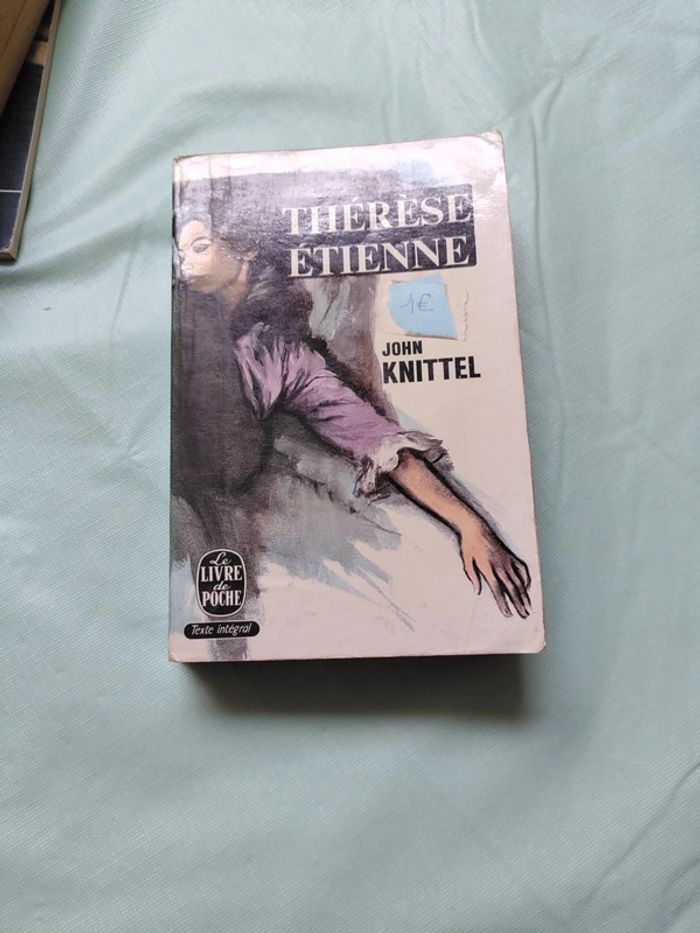 THÉRÈSE
ÉTIENNE
1€
JOHN
KNITTEL
Le
LIVRE
de
POCHE
Texte intégral